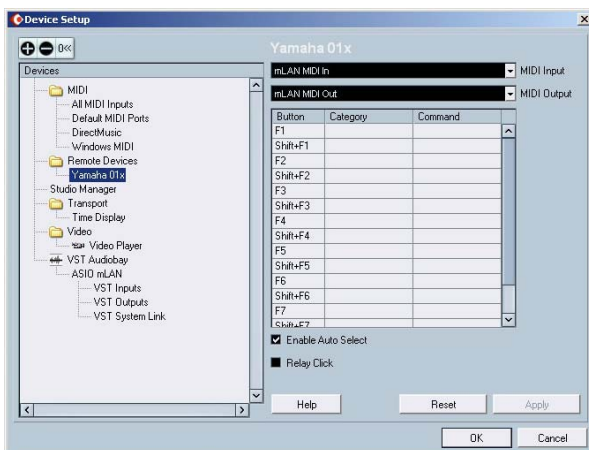 Device Setup
0<<
Yamaha 01x
Devices
MIDI
All MIDI Inputs
Default MIDI Ports
DirectMusic
Windows MIDI
Remote Devices
Yamaha 01x
Studio Manager
Transport
Time Display
Video
Video Player
VST Audiobay
ASIO mLAN
VST Inputs
VST Outputs
VST System Link
mLAN MIDI In
MIDI Input
mLAN MIDI Out
MIDI Output
Button Category Command
F1
Shift+F1
F2
Shift+F2
F3
Shift+F3
F4
Shift+F4
F5
Shift+F5
F6
Shift+F6
F7
Shift+F7
Enable Auto Select
Relay Click
Help Reset Apply
OK Cancel